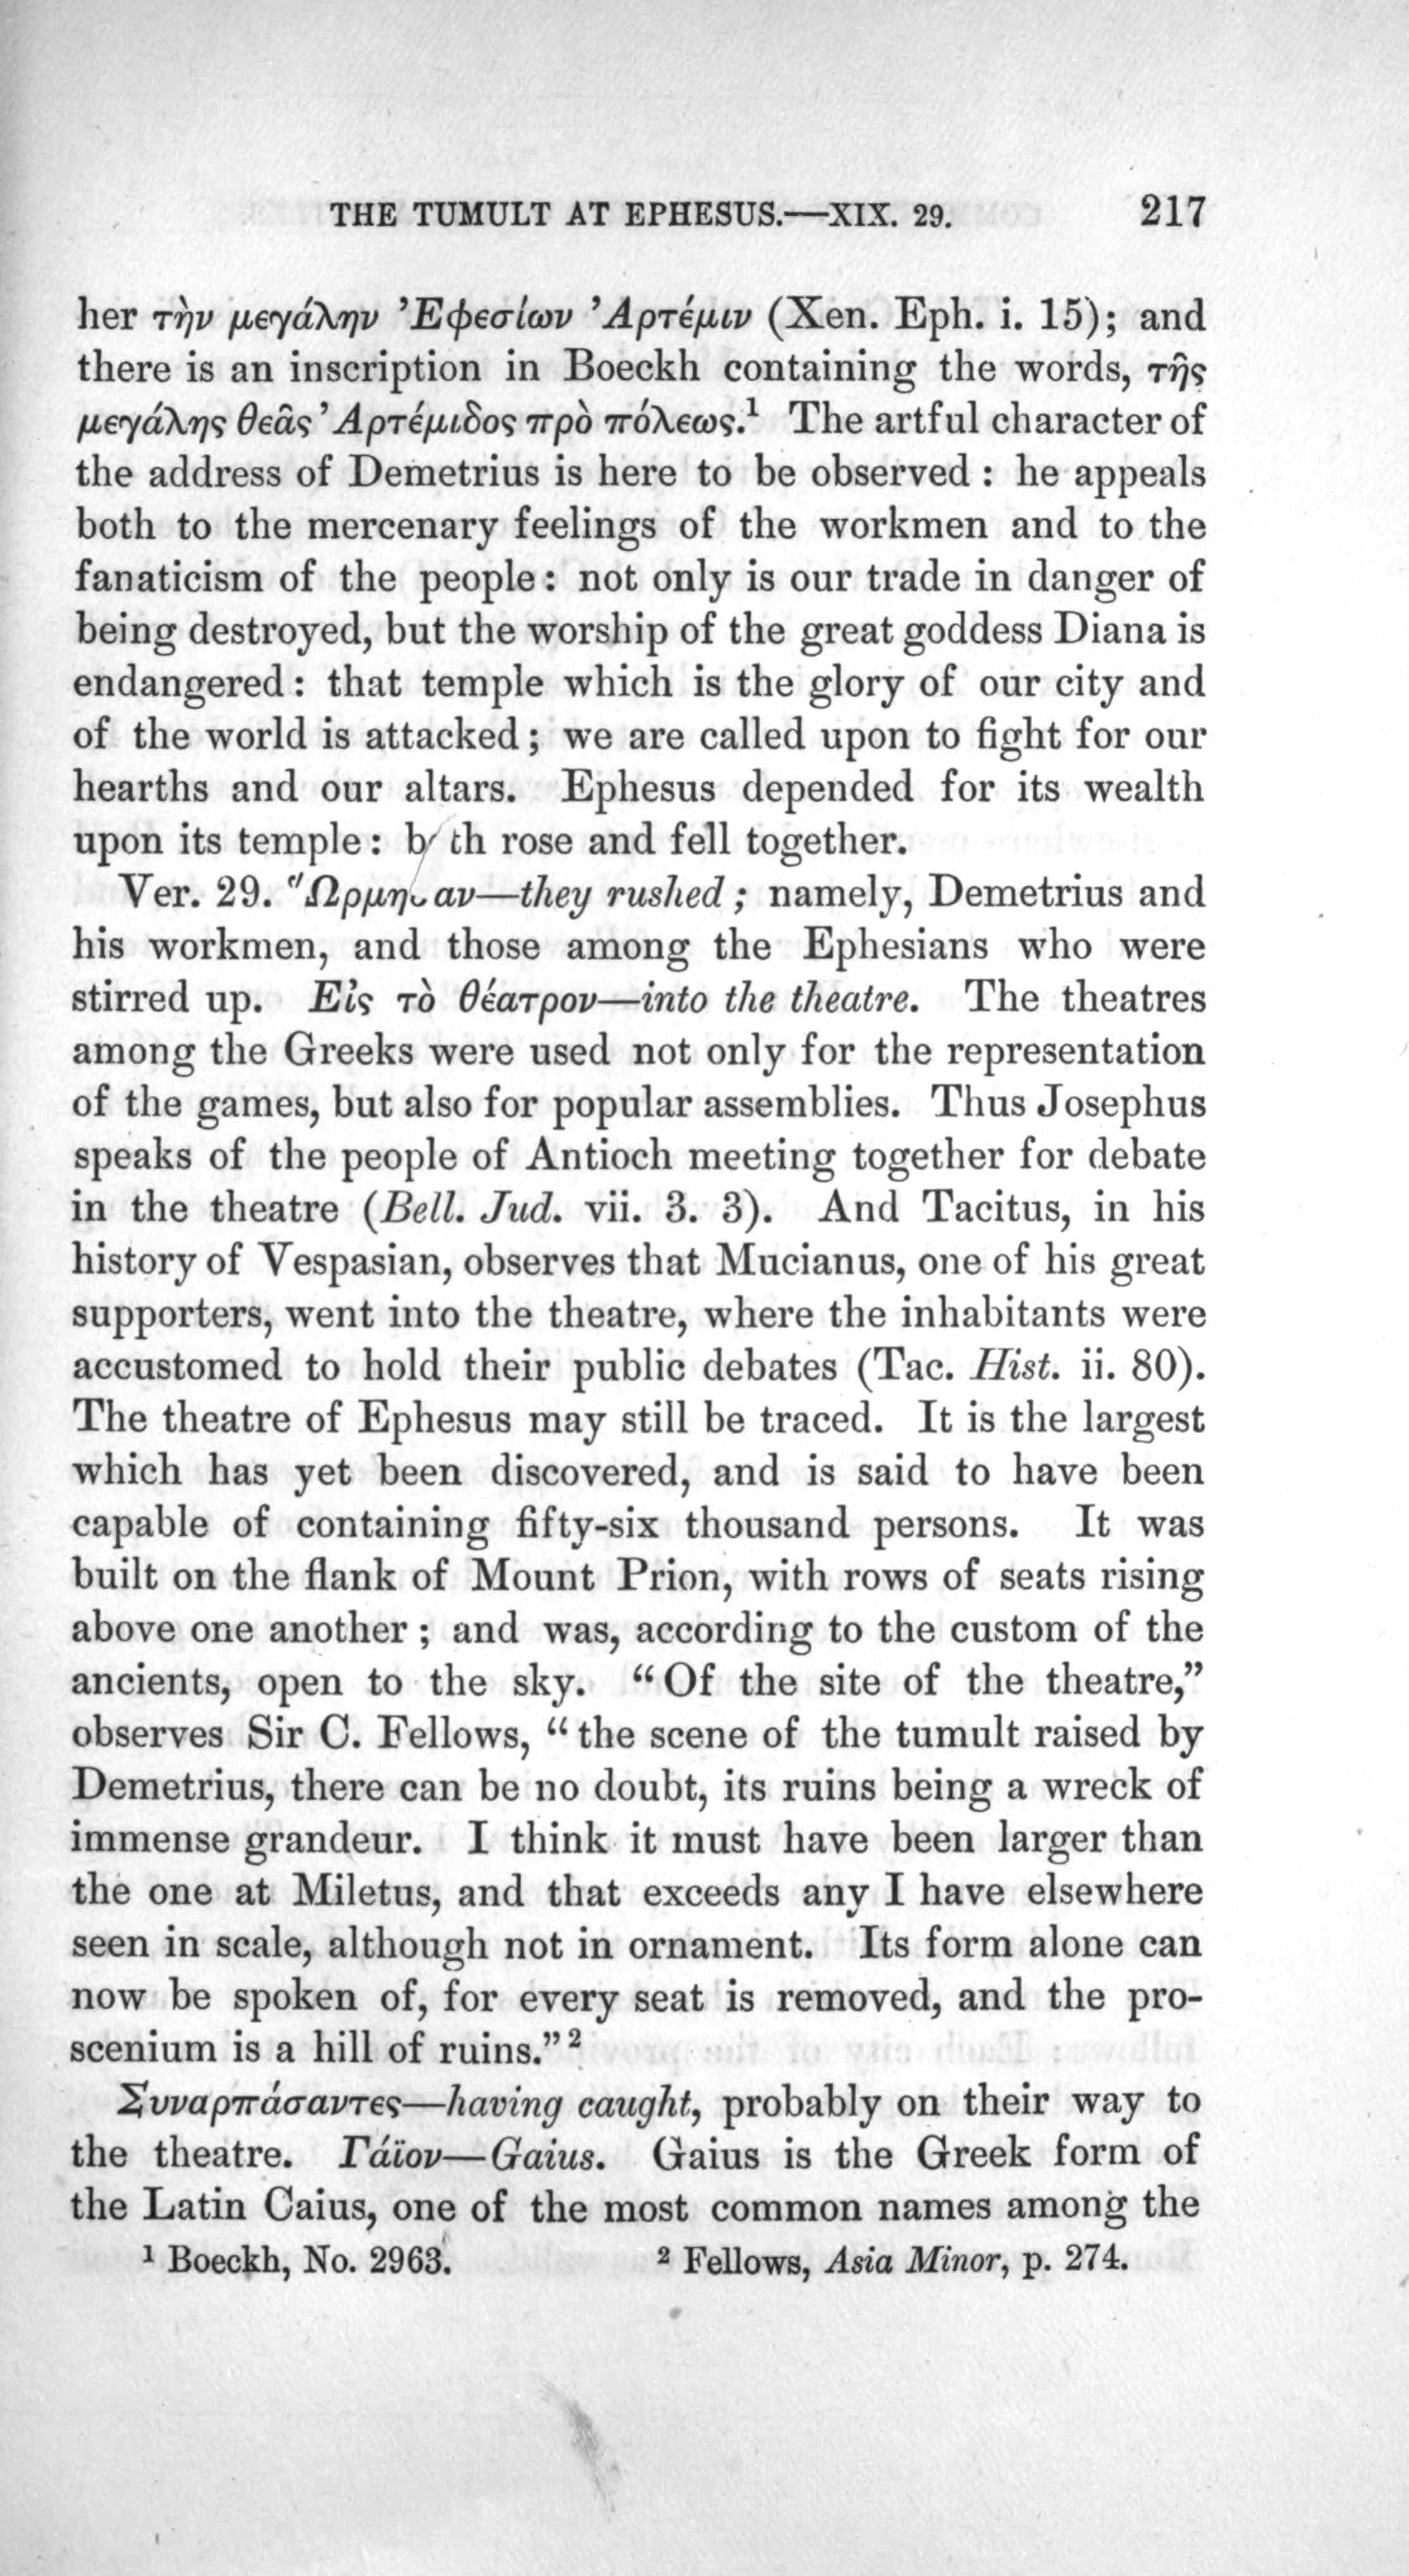 THE TUMULT AT EPHESUS.—XIX. 29. 217
her τὴν μεγάλην Ἐφεσίων Ἀρτέμιν (Xen. Eph. i. 15); and
there is an inscription in Boeckh containing the words, τῆς
μεγάλης θεᾶς Ἀρτέμιδος πρὸ πόλεως.¹ The artful character of
the address of Demetrius is here to be observed: he appeals
both to the mercenary feelings of the workmen and to the
fanaticism of the people: not only is our trade in danger of
being destroyed, but the worship of the great goddess Diana is
endangered: that temple which is the glory of our city and
of the world is attacked; we are called upon to fight for our
hearths and our altars. Ephesus depended for its wealth
upon its temple: both rose and fell together.
Ver. 29. Ὥρμησαν—they rushed; namely, Demetrius and
his workmen, and those among the Ephesians who were
stirred up. Εἰς τὸ θέατρον—into the theatre. The theatres
among the Greeks were used not only for the representation
of the games, but also for popular assemblies. Thus Josephus
speaks of the people of Antioch meeting together for debate
in the theatre (Bell. Jud. vii. 3. 3). And Tacitus, in his
history of Vespasian, observes that Mucianus, one of his great
supporters, went into the theatre, where the inhabitants were
accustomed to hold their public debates (Tac. Hist. ii. 80).
The theatre of Ephesus may still be traced. It is the largest
which has yet been discovered, and is said to have been
capable of containing fifty-six thousand persons. It was
built on the flank of Mount Prion, with rows of seats rising
above one another; and was, according to the custom of the
ancients, open to the sky. "Of the site of the theatre,"
observes Sir C. Fellows, "the scene of the tumult raised by
Demetrius, there can be no doubt, its ruins being a wreck of
immense grandeur. I think it must have been larger than
the one at Miletus, and that exceeds any I have elsewhere
seen in scale, although not in ornament. Its form alone can
now be spoken of, for every seat is removed, and the pro-
scenium is a hill of ruins."²
Συναρπάσαντες—having caught, probably on their way to
the theatre. Γάϊον—Gaius. Gaius is the Greek form of
the Latin Caius, one of the most common names among the
¹ Boeckh, No. 2963. ² Fellows, Asia Minor, p. 274.